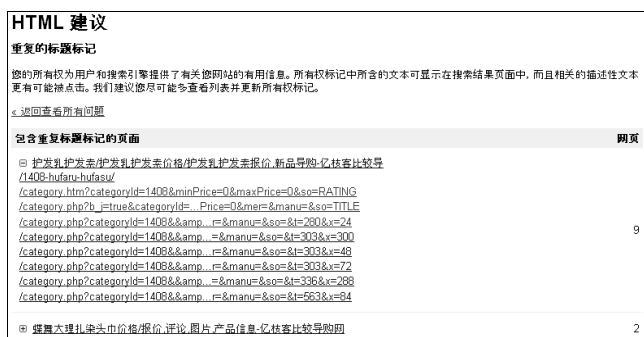 HTML 建议
重复的标题标记
您的所有权为用户和搜索引擎提供了有关您网站的有用信息。所有权标记中所含的文本可显示在搜索结果页面中, 而且相关的描述性文本
更有可能被点击。我们建议您尽可能多查看列表并更新所有权标记。
« 返回查看所有问题
包含重复标题标记的页面 网页
护发乳护发素/护发乳护发素价格/护发乳护发素报价,新品导购-亿枝客比较导
/1408-hufaru-hufasu/
/category.htm?categoryId=1408&minPrice=0&maxPrice=0&so=RATING
/category.php?b_j=true&categoryId=...Price=0&mer=&manu=&so=TITLE
/category.php?categoryId=1408&&amp...r=&manu=&so=&t=280&x=24
/category.php?categoryId=1408&&amp...=&manu=&so=&t=303&x=300
/category.php?categoryId=1408&&amp...r=&manu=&so=&t=303&x=48
/category.php?categoryId=1408&&amp...r=&manu=&so=&t=303&x=72
/category.php?categoryId=1408&&amp...r=&manu=&so=&t=336&x=288
/category.php?categoryId=1408&&amp...r=&manu=&so=&t=563&x=84
9
蝶舞大理扎染头巾价格/报价,评论,图片,产品信息-亿枝客比较导购网 2